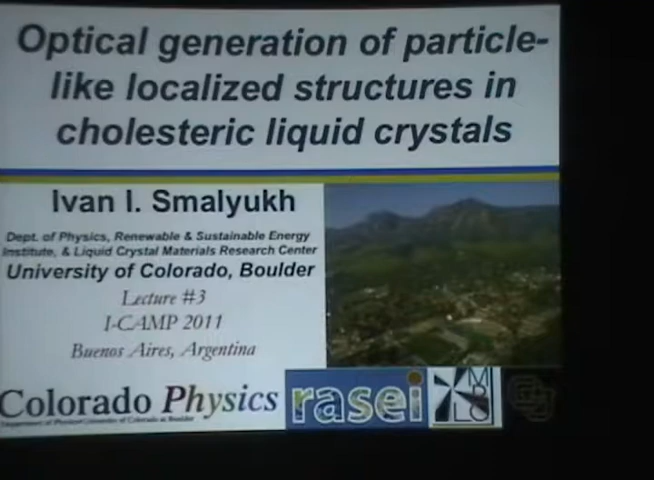 Optical generation of particle-
like localized structures in
cholesteric liquid crystals
Ivan I. Smalyukh
Dept. of Physics, Renewable & Sustainable Energy
Institute, & Liquid Crystal Materials Research Center
University of Colorado, Boulder
Lecture #3
I-CAMP 2011
Buenos Aires, Argentina
Colorado Physics
rasei